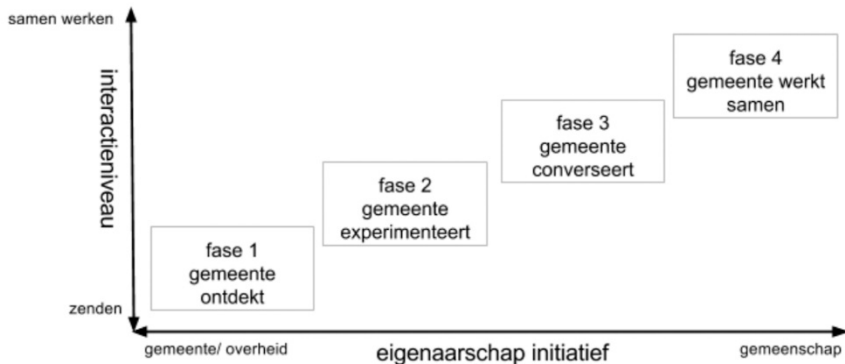 samen werken
interactieniveau
zenden
fase 1
gemeente
ontdekt
fase 2
gemeente
experimenteert
fase 3
gemeente
converseert
fase 4
gemeente werkt
samen
gemeente/ overheid
eigenaarschap initiatief
gemeenschap